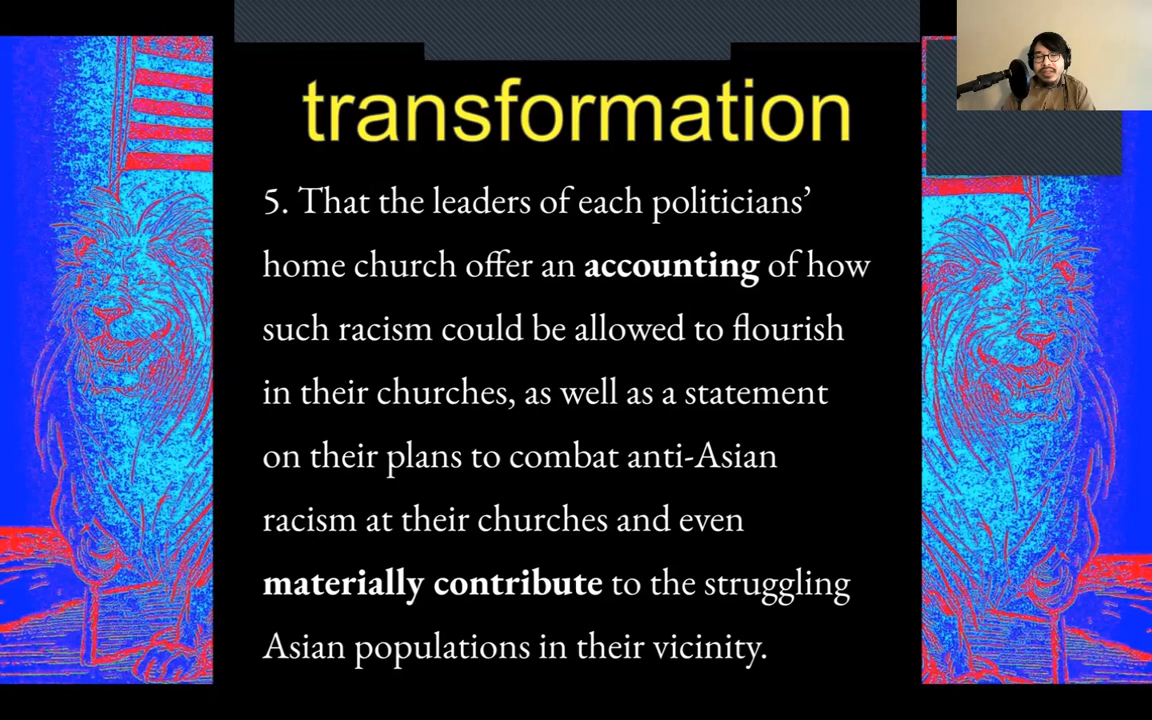 transformation
5. That the leaders of each politicians’
home church offer an accounting of how
such racism could be allowed to flourish
in their churches, as well as a statement
on their plans to combat anti-Asian
racism at their churches and even
materially contribute to the struggling
Asian populations in their vicinity.